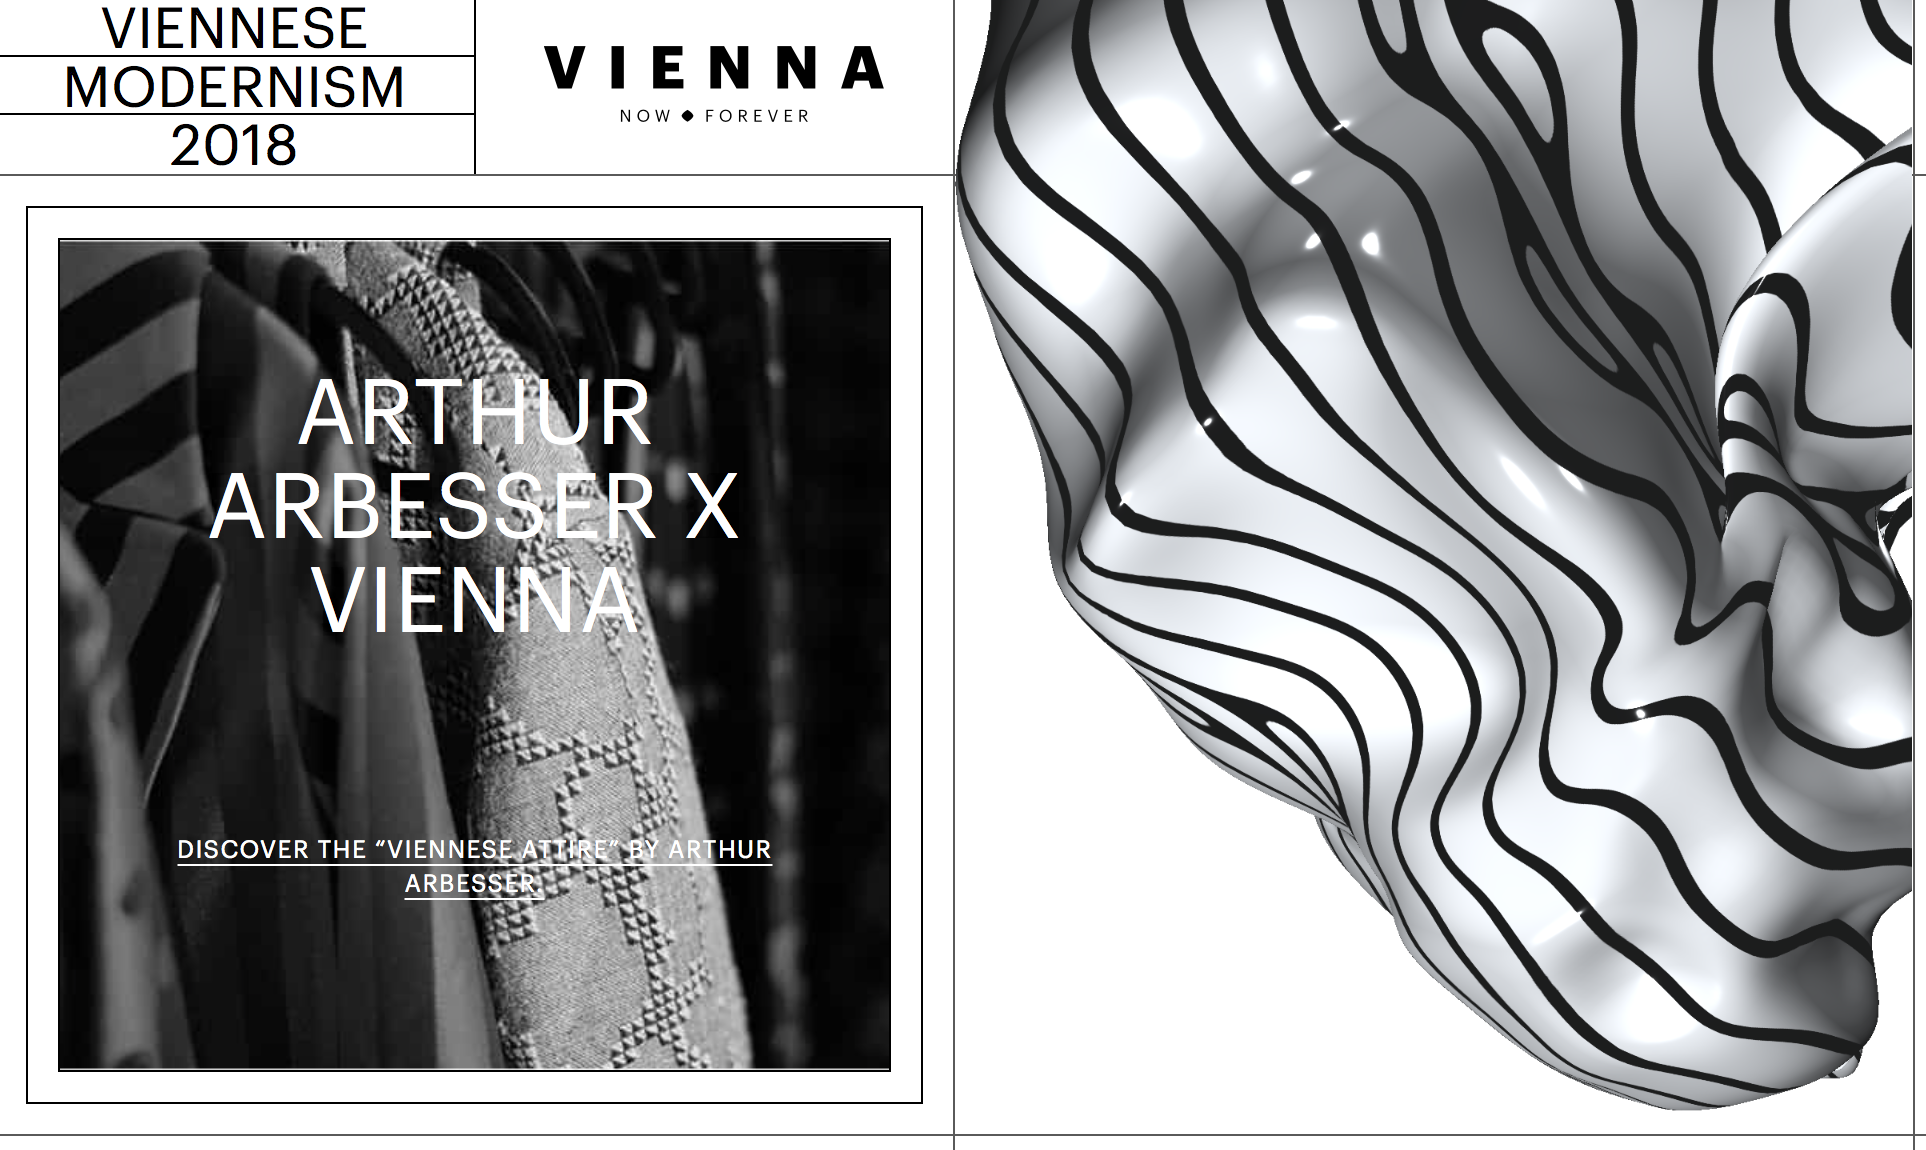 VIENNESE
MODERNISM
2018
VIENNA
NOW ◆ FOREVER
ARTHUR
ARBESSER X
VIENNA
DISCOVER THE “VIENNESE ATTIRE” BY ARTHUR
ARBESSER.